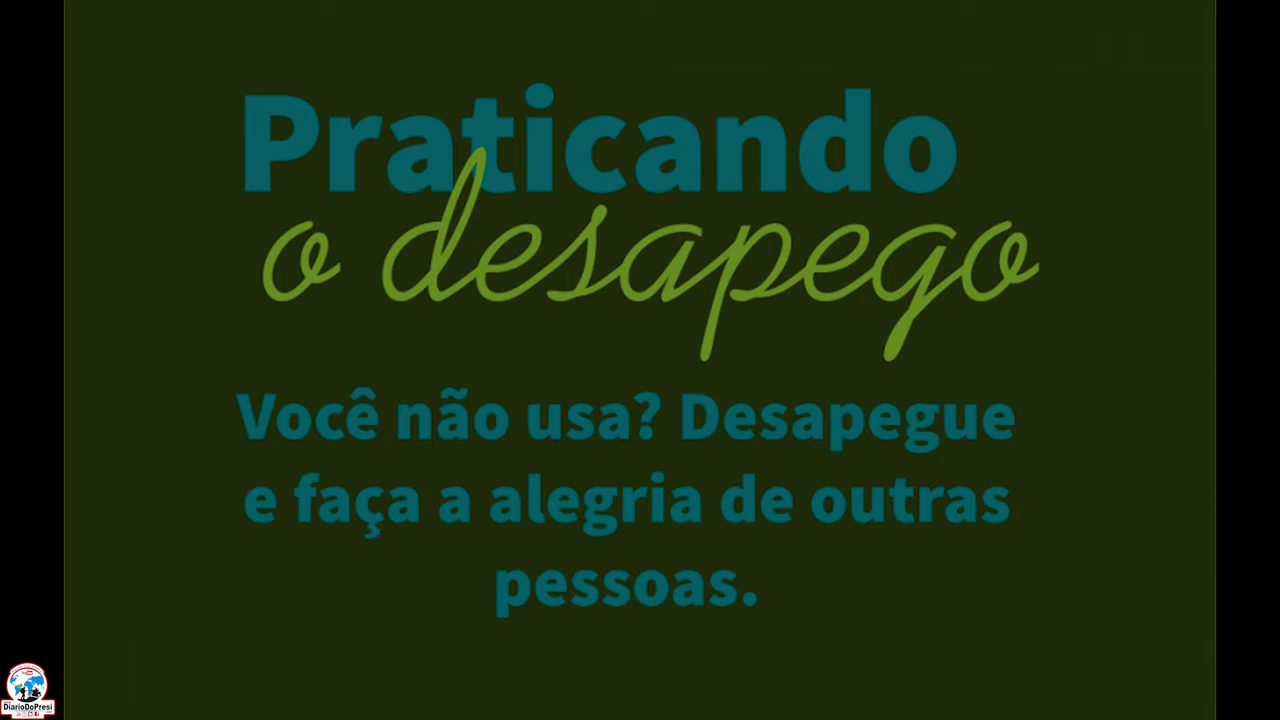 Praticando
o desapego
Você não usa? Desapegue
e faça a alegria de outras
pessoas.
DiarioDoPresi